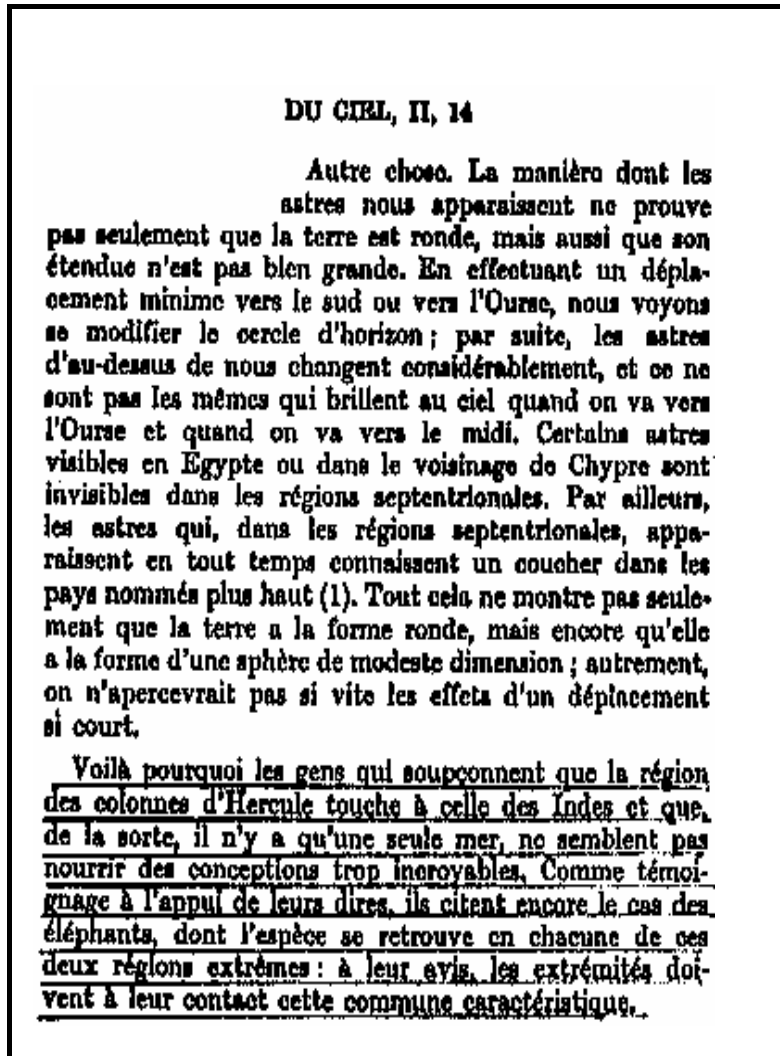 DU CIEL, II, 14
Autre chose. La manière dont les
astres nous apparaissent ne prouve
pas seulement que la terre est ronde, mais aussi que son
étendue n'est pas bien grande. En effectuant un dépla-
cement minime vers le sud ou vers l'Ourse, nous voyons
se modifier le cercle d'horizon ; par suite, les astres
d'au-dessus de nous changent considérablement, et ce ne
sont pas les mêmes qui brillent au ciel quand on va vers
l'Ourse et quand on va vers le midi. Certains astres
visibles en Egypte ou dans le voisinage de Chypre sont
invisibles dans les régions septentrionales. Par ailleurs,
les astres qui, dans les régions septentrionales, appa-
raissent en tout temps connaissent un coucher dans les
pays nommés plus haut (1). Tout cela ne montre pas seule-
ment que la terre a la forme ronde, mais encore qu'elle
a la forme d'une sphère de modeste dimension ; autrement,
on n'apercevrait pas si vite les effets d'un déplacement
si court.
Voilà pourquoi les gens qui soupçonnent que la région
des colonnes d'Hercule touche à celle des Indes et que,
de la sorte, il n'y a qu'une seule mer, ne semblent pas
nourrir des conceptions trop incroyables. Comme témoi-
gnage à l'appui de leurs dires, ils citent encore le cas des
éléphants, dont l'espèce se retrouve en chacune de ces
deux régions extrêmes : à leur avis, les extrémités doi-
vent à leur contact cette commune caractéristique.